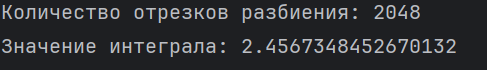 Количество отрезков разбиения: 2048
Значение интеграла: 2.4567348452670132